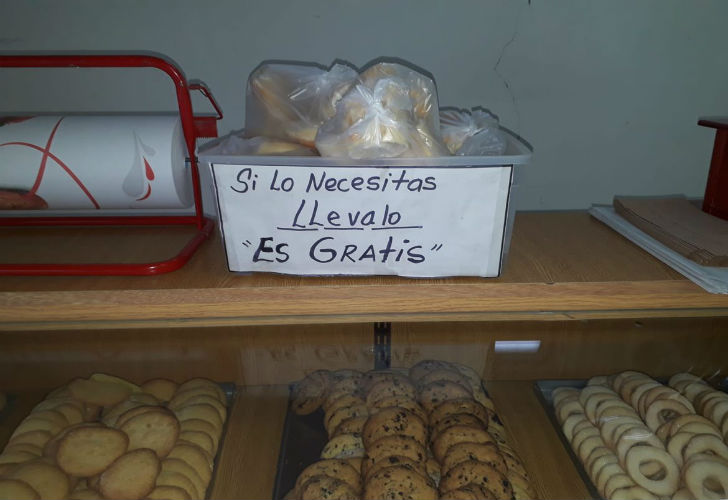 Si Lo Necesitas
LLevalo
"Es GRAtis"